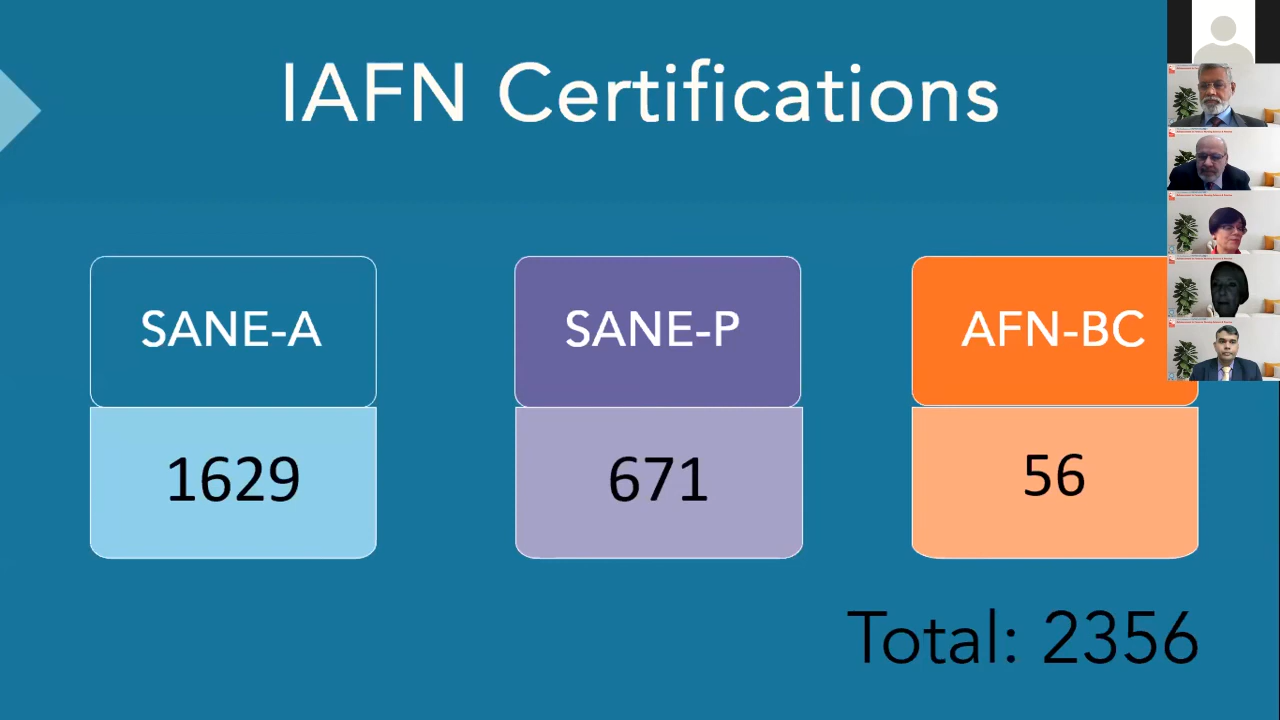 IAFN Certifications
SANE-A
SANE-P
AFN-BC
1629
671
56
Total: 2356